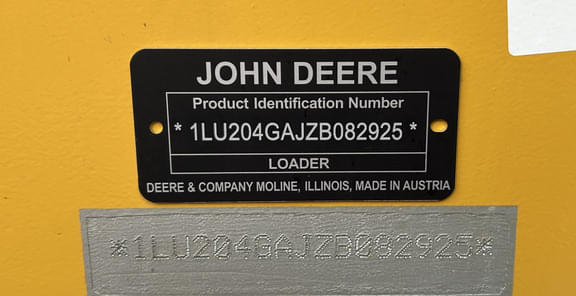 JOHN DEERE
Product Identification Number
* 1LU204GAJZB082925 *
LOADER
DEERE & COMPANY MOLINE, ILLINOIS, MADE IN AUSTRIA
*1LU204GAJZB082925*